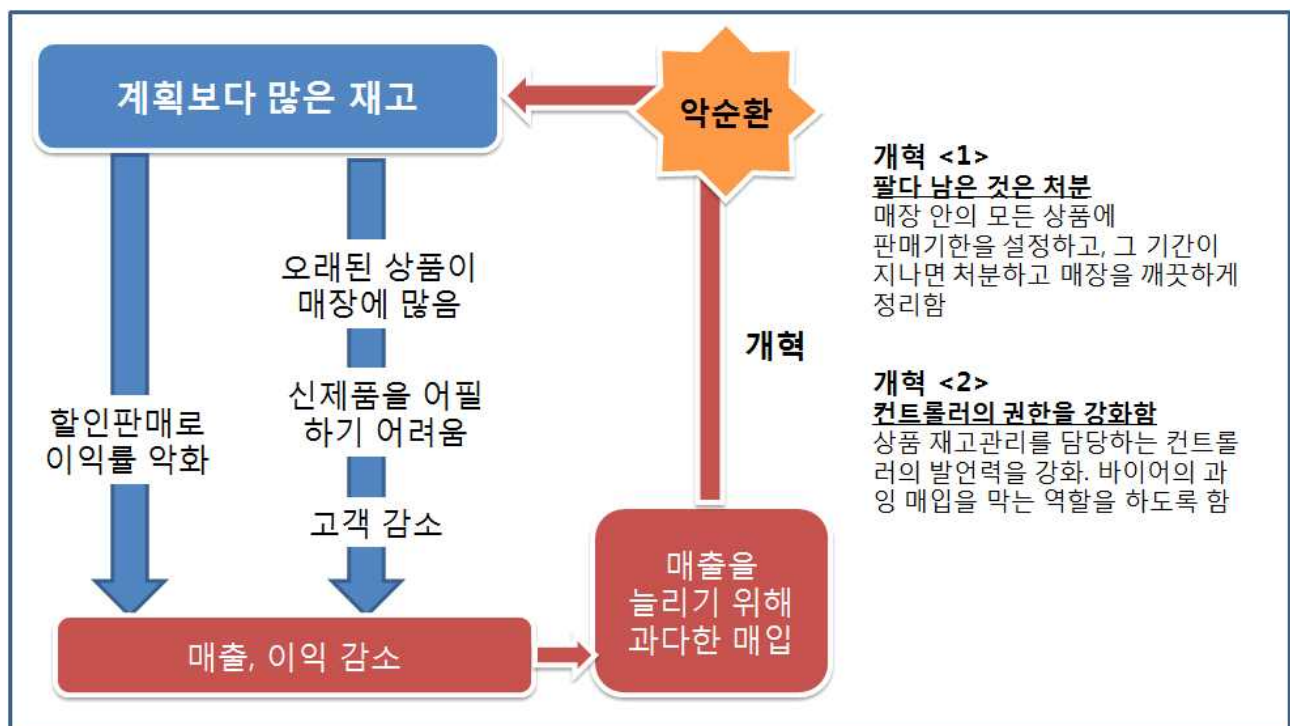 계획보다 많은 재고
악순환
오래된 상품이
매장에 많음
신제품을 어필
하기 어려움
고객 감소
할인판매로
이익률 악화
매출, 이익 감소
매출을
늘리기 위해
과다한 매입
개혁
개혁 <1>
팔다 남은 것은 처분
매장 안의 모든 상품에
판매기한을 설정하고, 그 기간이
지나면 처분하고 매장을 깨끗하게
정리함
개혁 <2>
컨트롤러의 권한을 강화함
상품 재고관리를 담당하는 컨트롤
러의 발언력을 강화. 바이어의 과
잉 매입을 막는 역할을 하도록 함